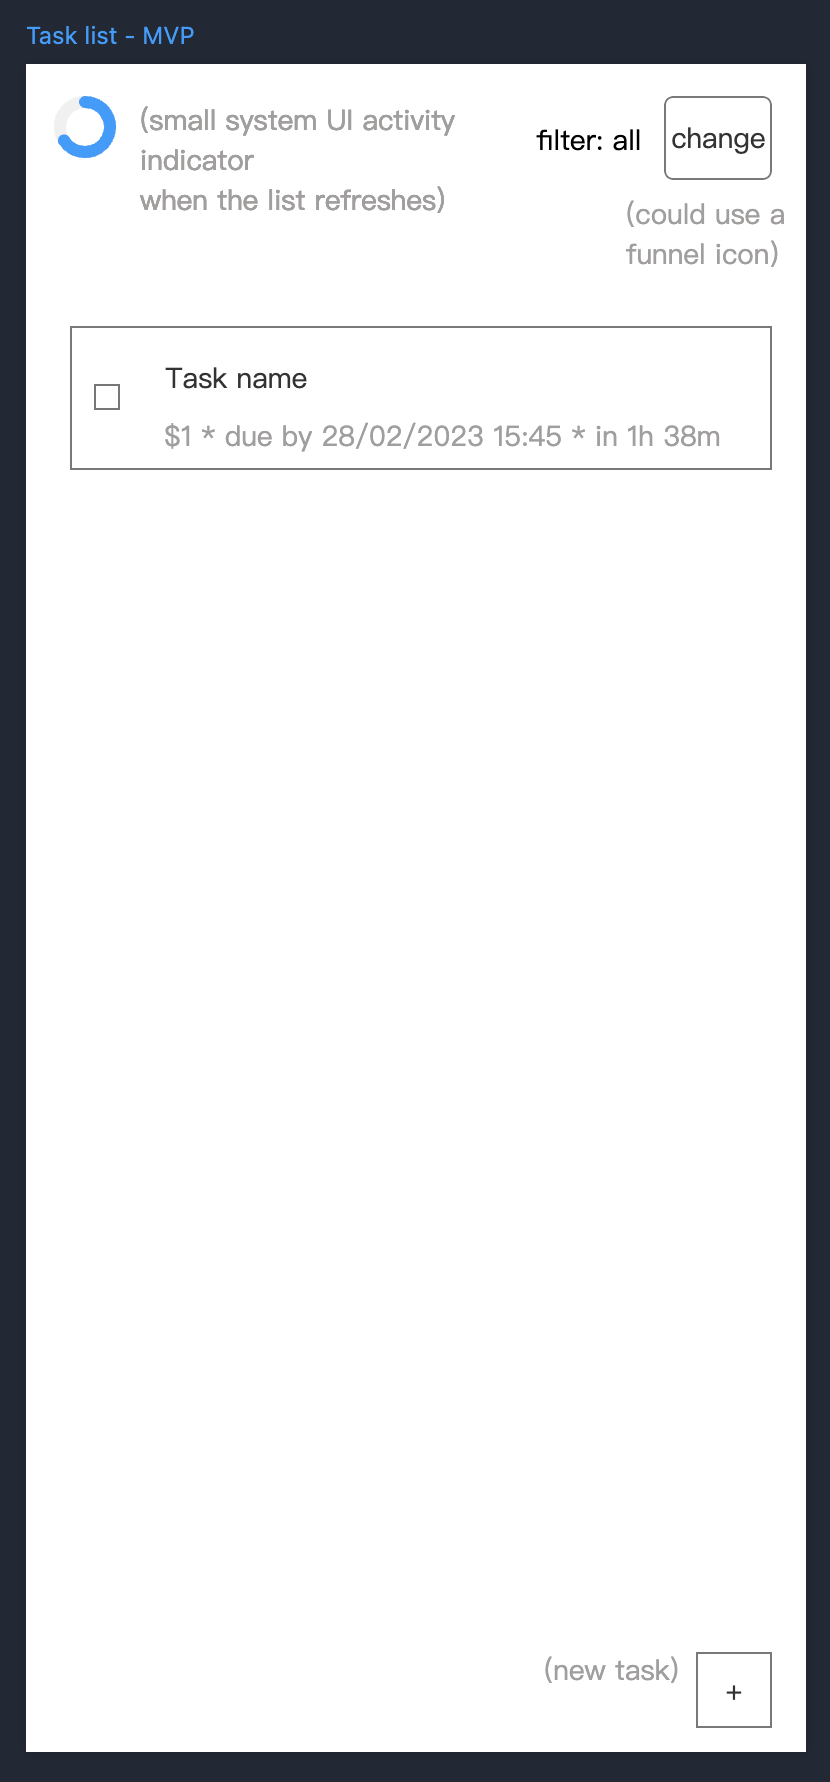 Task list - MVP
(small system UI activity
indicator
when the list refreshes)
filter: all
change
(could use a
funnel icon)
Task name
$1 * due by 28/02/2023 15:45 * in 1h 38m
(new task)
+